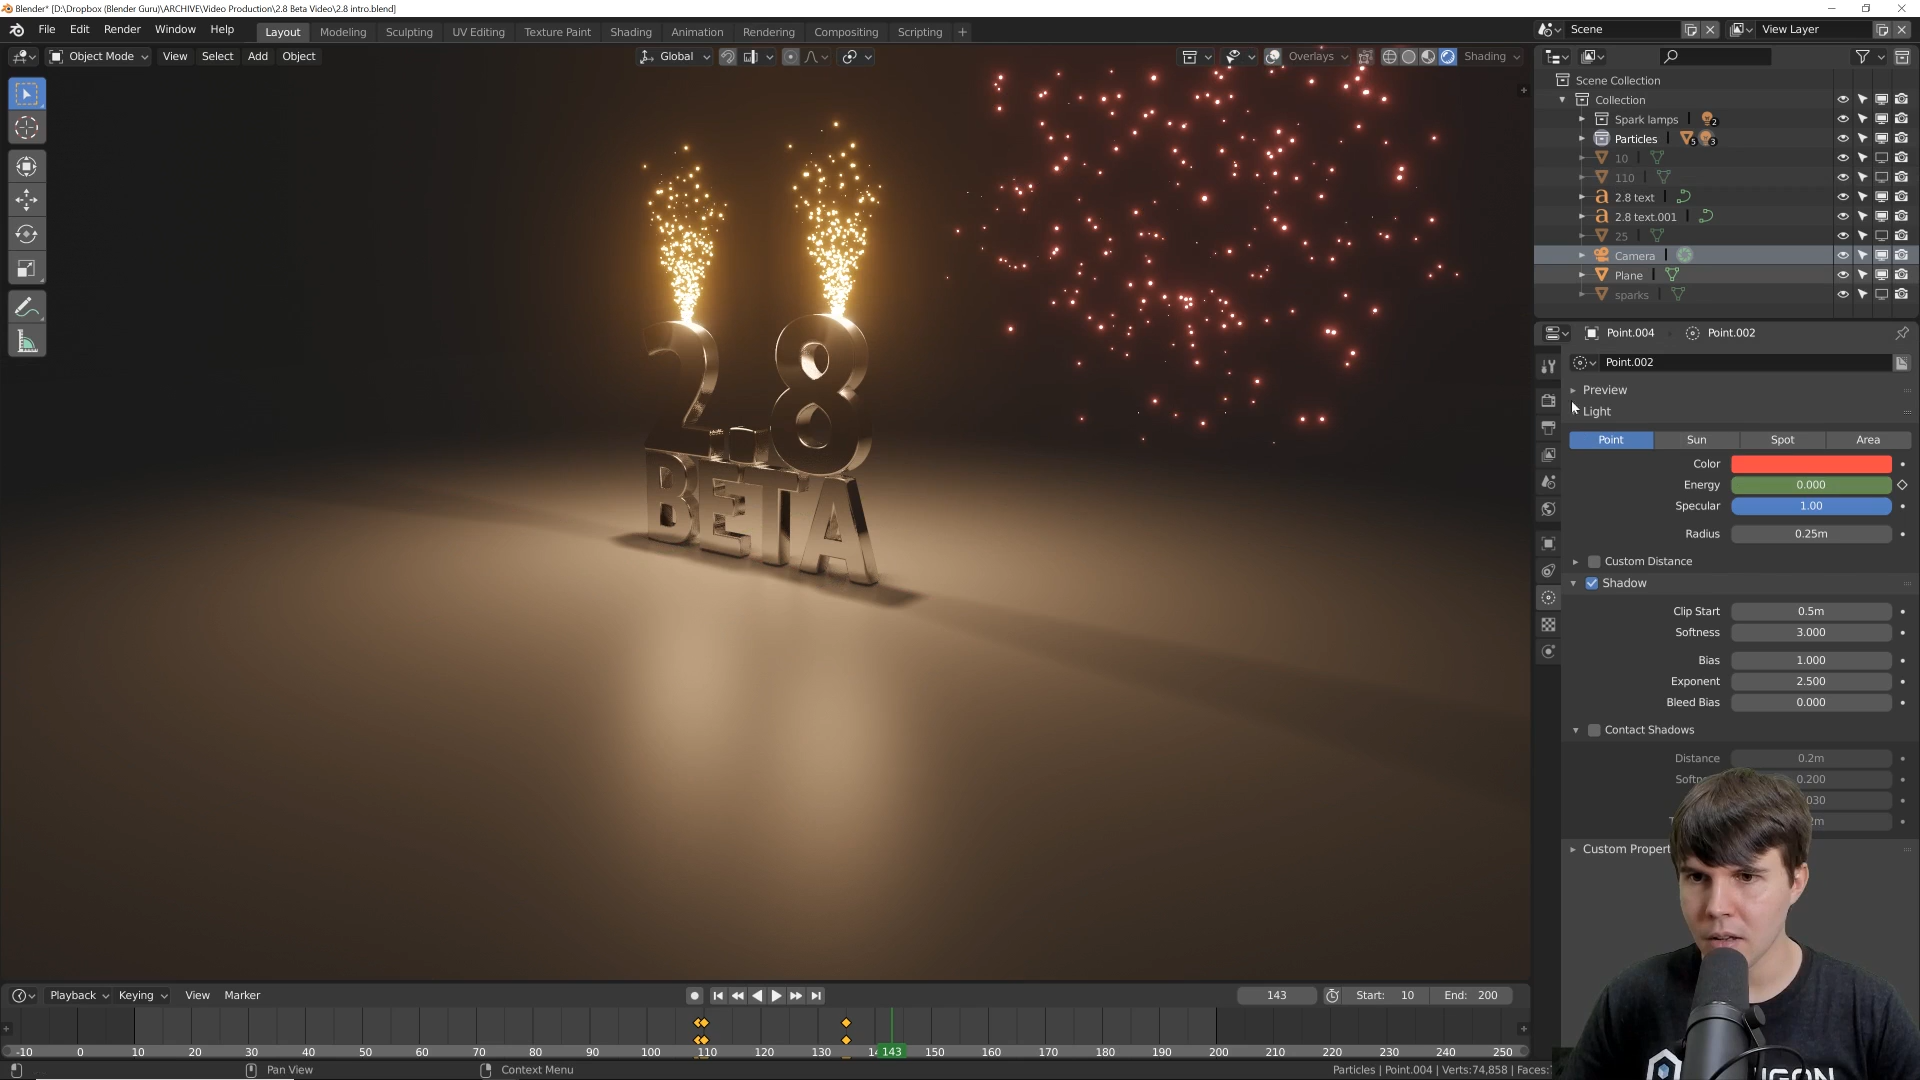 Blender* [D:\Dropbox (Blender Guru)\ARCHIVE\Video Production\2.8 Beta Video\2.8 intro.blend]
File Edit Render Window Help Layout Modeling Sculpting UV Editing Texture Paint Shading Animation Rendering Compositing Scripting + Scene View Layer
Object Mode View Select Add Object Global Overlays Shading
Scene Collection
Collection
Spark lamps 2
Particles 5 3
10
110
2.8 text
2.8 text.001
25
Camera
Plane
sparks
Point.004 Point.002
Point.002
Preview
Light
Point Sun Spot Area
Color
Energy 0.000
Specular 1.00
Radius 0.25m
Custom Distance
Shadow
Clip Start 0.5m
Softness 3.000
Bias 1.000
Exponent 2.500
Bleed Bias 0.000
Contact Shadows
Distance 0.2m
0.200
Custom
2.8
BETA
Playback Keying View Marker 143 Start: 10 End: 200
-10 0 10 20 30 40 50 60 70 80 90 100 110 120 130 143 150 160 170 180 190 200 210 220 230 240 250
Pan View Context Menu Particles | Point.004 | Verts:74,858 | Faces: